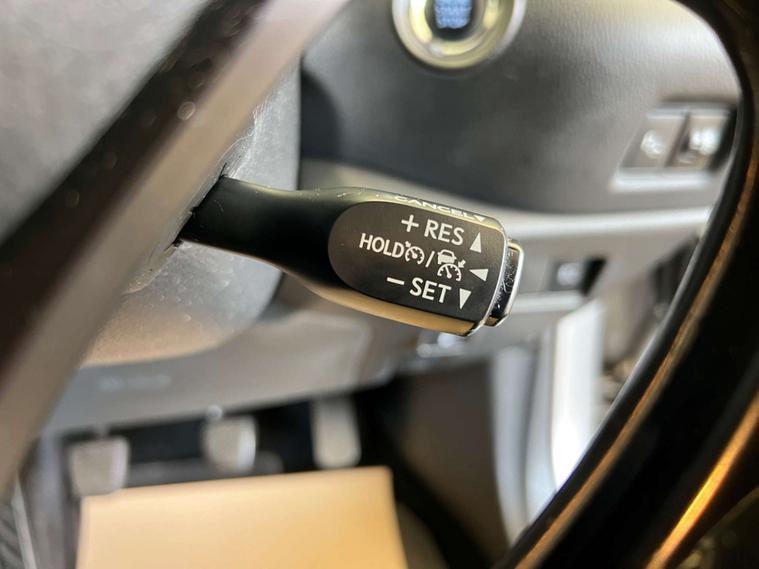 CANCEL
+ RES
HOLD /
− SET